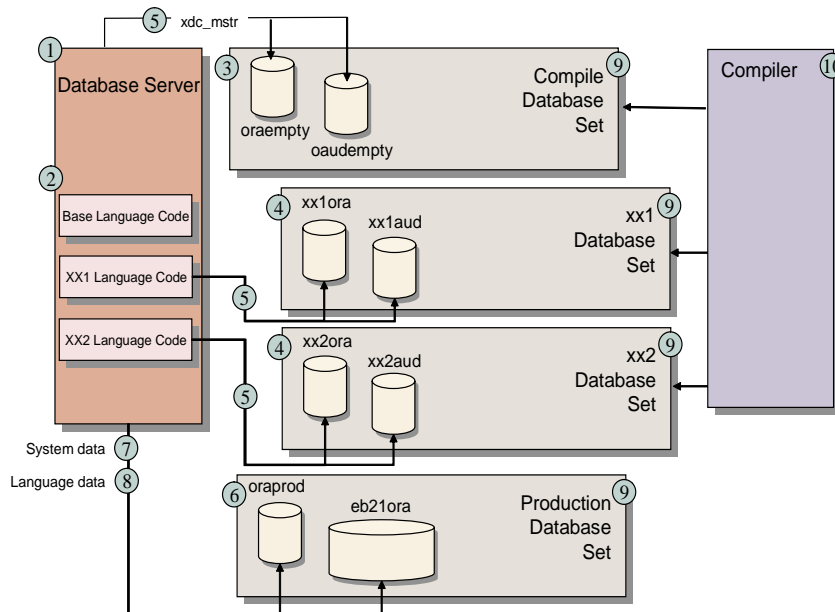 5 xdc_mstr
1
Database Server
3
oraempty
oaudempty
Compile
Database
Set
9
Compiler
10
2
Base Language Code
XX1 Language Code
XX2 Language Code
4
xx1ora
xx1aud
xx1
Database
Set
9
5
4
xx2ora
xx2aud
xx2
Database
Set
9
5
System data 7
Language data 8
6
oraprod
eb21ora
Production
Database
Set
9